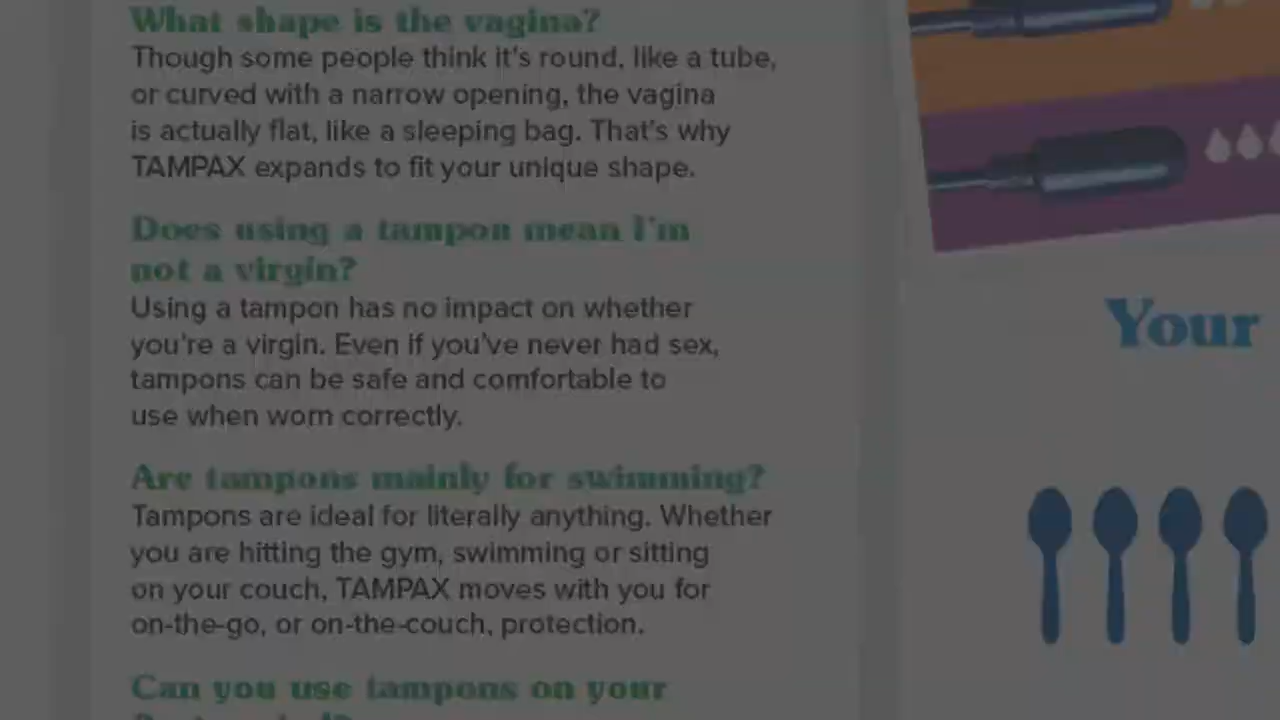 What shape is the vagina?
Though some people think it's round, like a tube,
or curved with a narrow opening, the vagina
is actually flat, like a sleeping bag. That's why
TAMPAX expands to fit your unique shape.
Does using a tampon mean I'm
not a virgin?
Using a tampon has no impact on whether
you're a virgin. Even if you've never had sex,
tampons can be safe and comfortable to
use when worn correctly.
Are tampons mainly for swimming?
Tampons are ideal for literally anything. Whether
you are hitting the gym, swimming or sitting
on your couch, TAMPAX moves with you for
on-the-go, or on-the-couch, protection.
Can you use tampons on your
Your